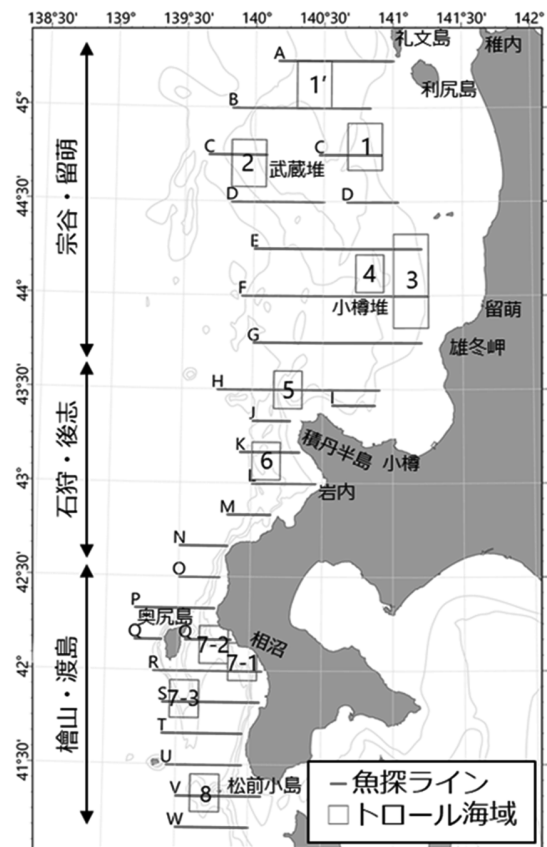 138°30' 139° 139°30' 140° 140°30' 141° 141°30' 142°
礼文島
稚内
A
1'
利尻島
45°
B
C
2
武蔵堆
C
1
44°30'
D
D
宗谷・留萌
E
4
3
44°
F
小樽堆
留萌
G
雄冬岬
43°30'
H
5
I
J
積丹半島
小樽
石狩・後志
K
6
43°
L
岩内
M
N
42°30'
O
P
奥尻島
Q
Q
7-2
相沼
42°
R
7-1
檜山・渡島
S
7-3
T
41°30'
U
V
8
松前小島
W
魚探ライン
トロール海域